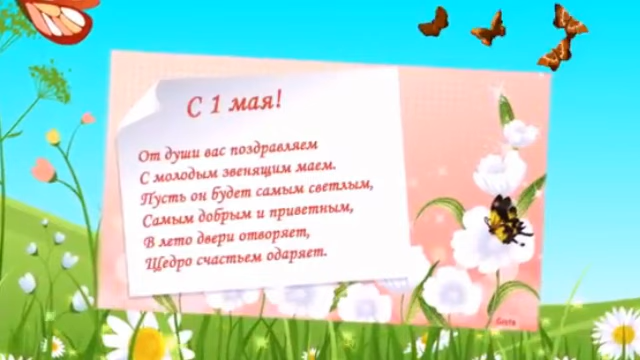 С 1 мая!
От души вас поздравляем
С молодым звенящим маем.
Пусть он будет самым светлым,
Самым добрым и приветным,
В лето двери отворяет,
Щедро счастьем одаряет.